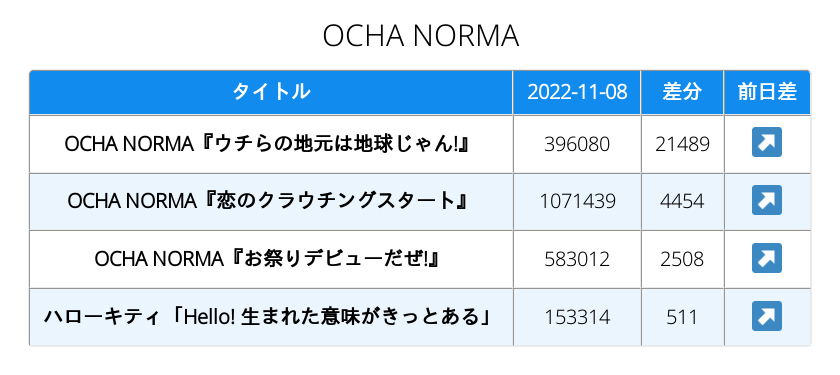 OCHA NORMA
タイトル 2022-11-08 差分 前日差
OCHA NORMA『ウチらの地元は地球じゃん!』 396080 21489
OCHA NORMA『恋のクラウチングスタート』 1071439 4454
OCHA NORMA『お祭りデビューだぜ!』 583012 2508
ハローキティ「Hello! 生まれた意味がきっとある」 153314 511